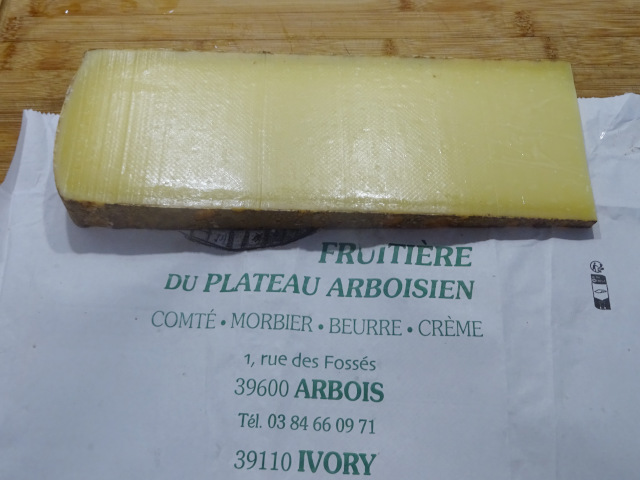 FRUITIÈRE
DU PLATEAU ARBOISIEN
COMTÉ • MORBIER • BEURRE • CRÈME
1, rue des Fossés
39600 ARBOIS
Tél. 03 84 66 09 71
39110 IVORY